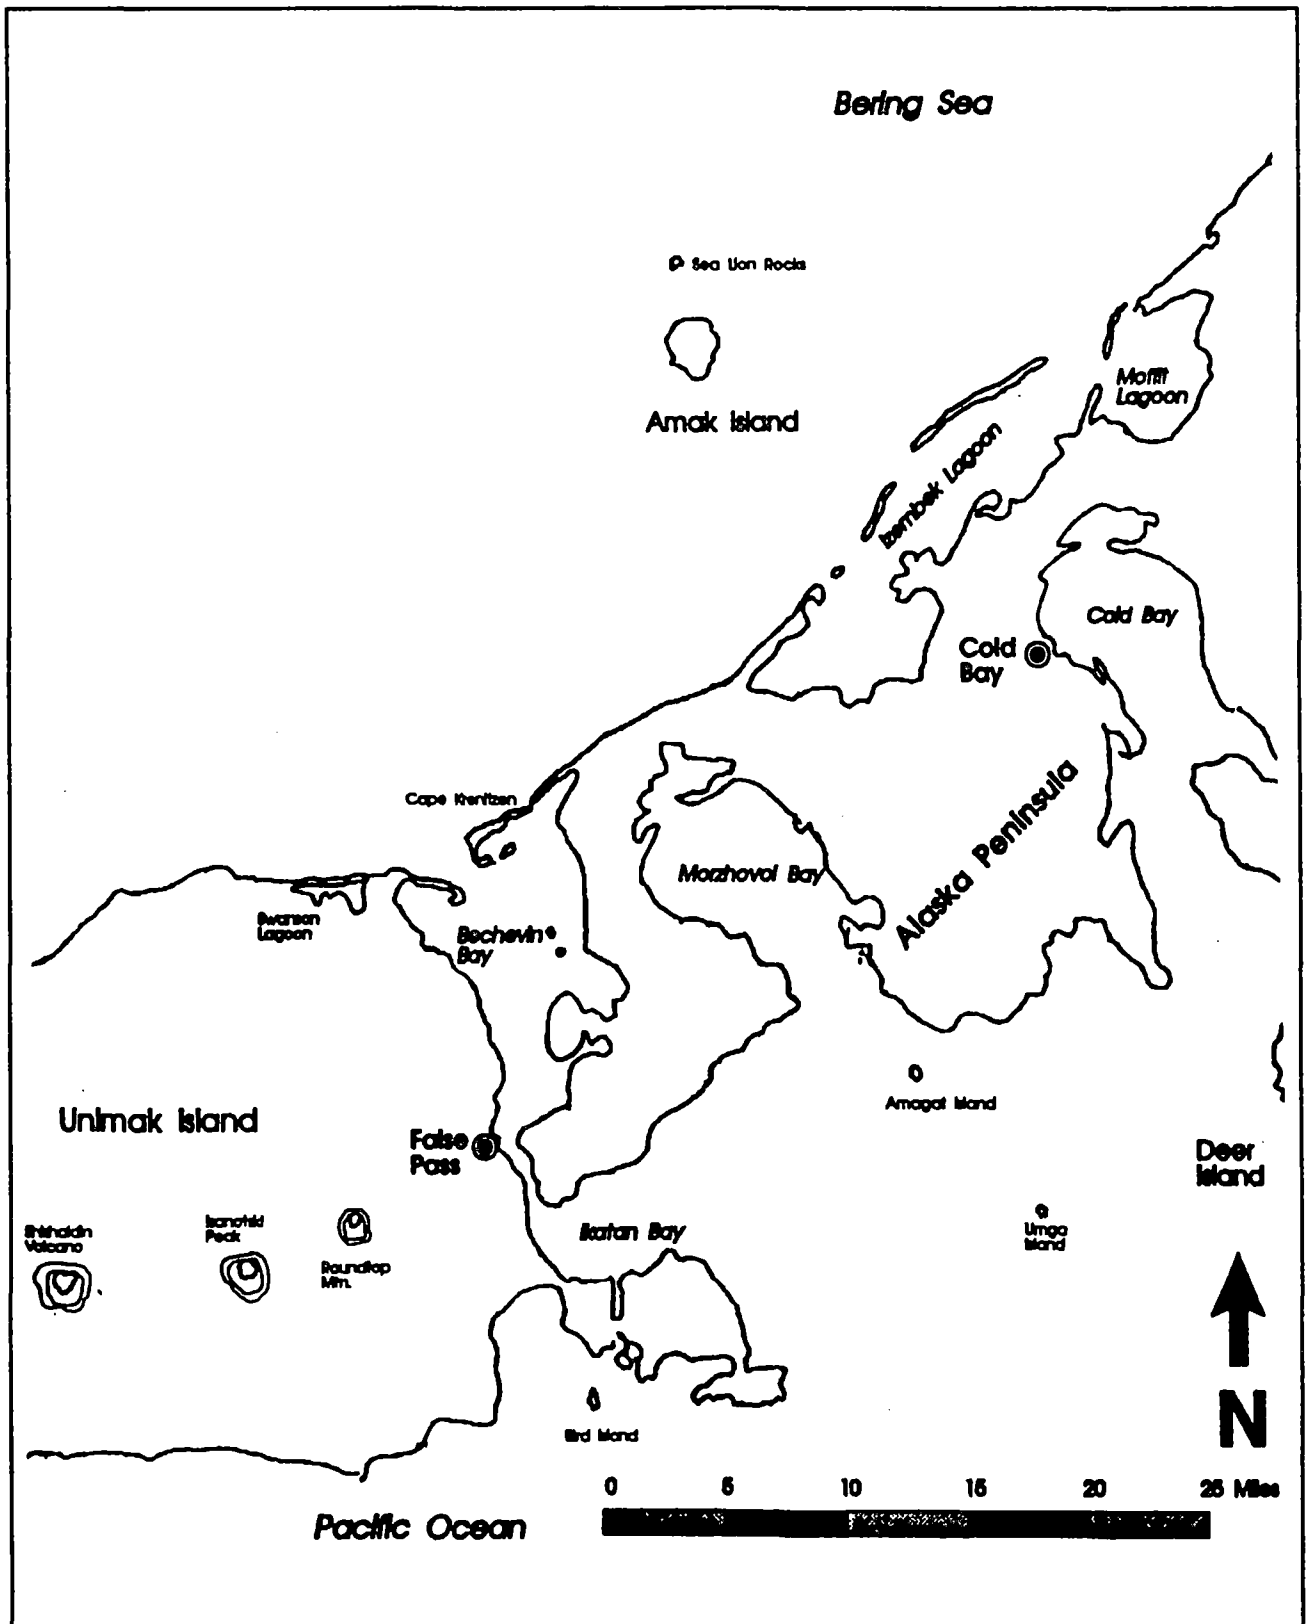 Bering Sea
Sea Lion Rocks
Amak Island
Moffit
Lagoon
Izembek Lagoon
Cold Bay
Cold
Bay
Cape Krenitzen
Morzhovoi Bay
Alaska Peninsula
Swanson
Lagoon
Bechevin
Bay
Amagat Island
Unimak Island
False
Pass
Deer
Island
Umga
Island
Ikatan Bay
Shishaldin
Volcano
Isanotski
Peak
Roundtop
Mtn.
Bird Island
N
0 5 10 15 20 25 Miles
Pacific Ocean